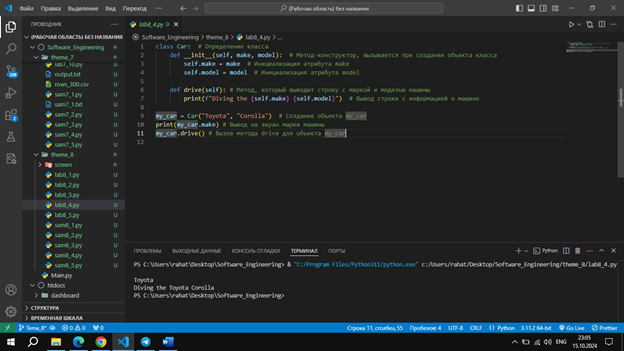 Файл Правка Выделение Вид Переход ... (Рабочая область) без названия
ПРОВОДНИК
(РАБОЧАЯ ОБЛАСТЬ) БЕЗ НАЗВАНИЯ
Software_Engineering
theme_7
lab7_10.py U
output.txt U
rows_300.csv U
sam7_1.py U
sam7_1.txt U
sam7_2.py U
sam7_3.py U
sam7_4.py U
sam7_5.py U
theme_8
screen
lab8_1.py U
lab8_2.py U
lab8_3.py U
lab8_4.py U
lab8_5.py U
sam8_1.py U
sam8_2.py U
sam8_3.py U
sam8_4.py U
sam8_5.py U
Main.py
htdocs
dashboard
СТРУКТУРА
ВРЕМЕННАЯ ШКАЛА
lab8_4.py U
Software_Engineering > theme_8 > lab8_4.py > ...
1 class Car: # Определение класса
2 def __init__(self, make, model): # Метод-конструктор, вызывается при создании объекта класса
3 self.make = make # Инициализация атрибута make
4 self.model = model # Инициализация атрибута model
5
6 def drive(self): # Метод, который выводит строку с маркой и моделью машины
7 print(f"Diving the {self.make} {self.model}") # Вывод строки с информацией о машине
8
9 my_car = Car("Toyota", "Corolla") # Создание объекта my_car
10 print(my_car.make) # Вывод на экран марки машины
11 my_car.drive() # Вызов метода drive для объекта my_car
12
ПРОБЛЕМЫ ВЫХОДНЫЕ ДАННЫЕ КОНСОЛЬ ОТЛАДКИ ТЕРМИНАЛ ПОРТЫ Python
PS C:\Users\rahat\Desktop\Software_Engineering> & "C:/Program Files/Python311/python.exe" c:/Users/rahat/Desktop/Software_Engineering/theme_8/lab8_4.py
Toyota
Diving the Toyota Corolla
PS C:\Users\rahat\Desktop\Software_Engineering>
Тема_8* 0 0 0 Строка 11, столбец 55 Пробелов: 4 UTF-8 CRLF Python 3.11.2 64-bit Go Live Prettier
ENG 23:05
15.10.2024